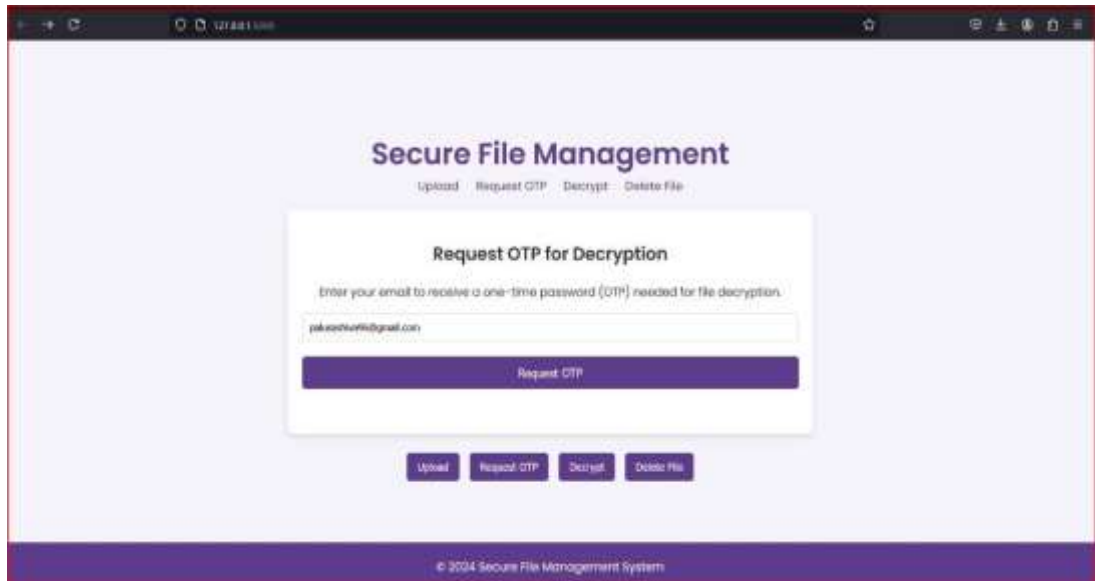 Secure File Management
Upload Request OTP Decrypt Delete File
Request OTP for Decryption
Enter your email to receive a one-time password (OTP) needed for file decryption.
Request OTP
Upload Request OTP Decrypt Delete File
© 2024 Secure File Management System